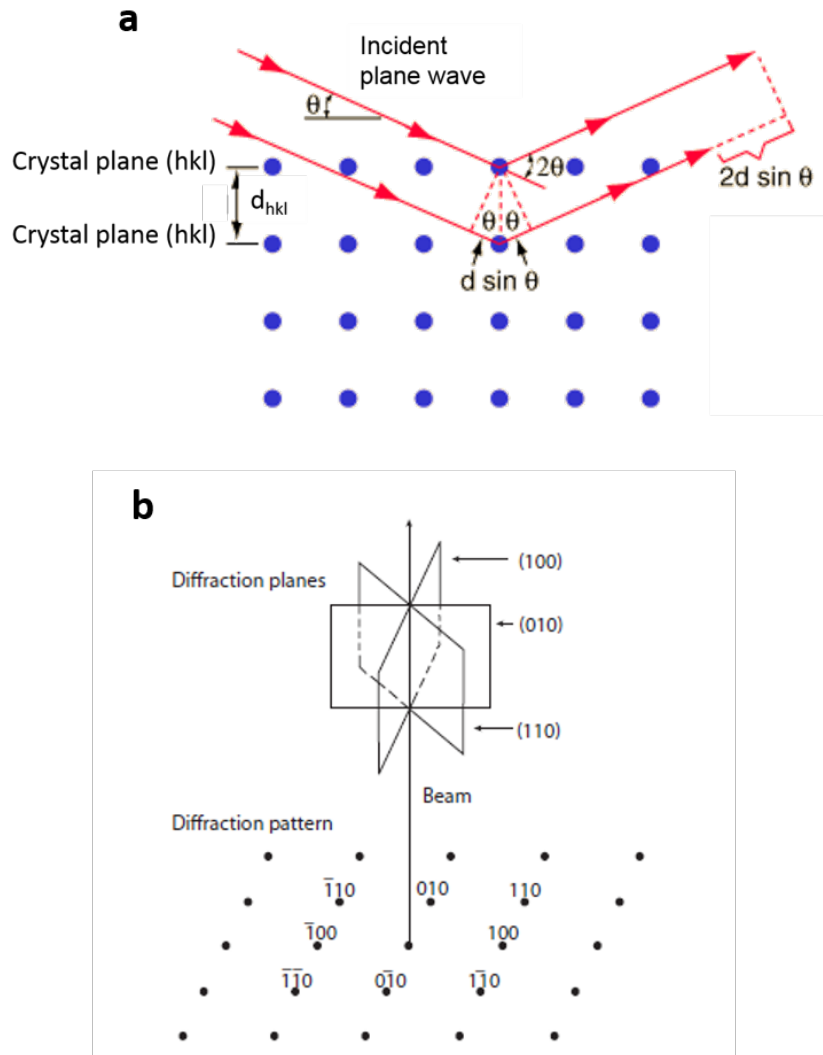 a
Incident
plane wave
θ
Crystal plane (hkl)
2θ
2d sin θ
d_hkl
θ θ
Crystal plane (hkl)
d sin θ
b
(100)
Diffraction planes
(010)
(110)
Beam
Diffraction pattern
1̅10 010 110
1̅00 100
1̅1̅0 01̅0 11̅0